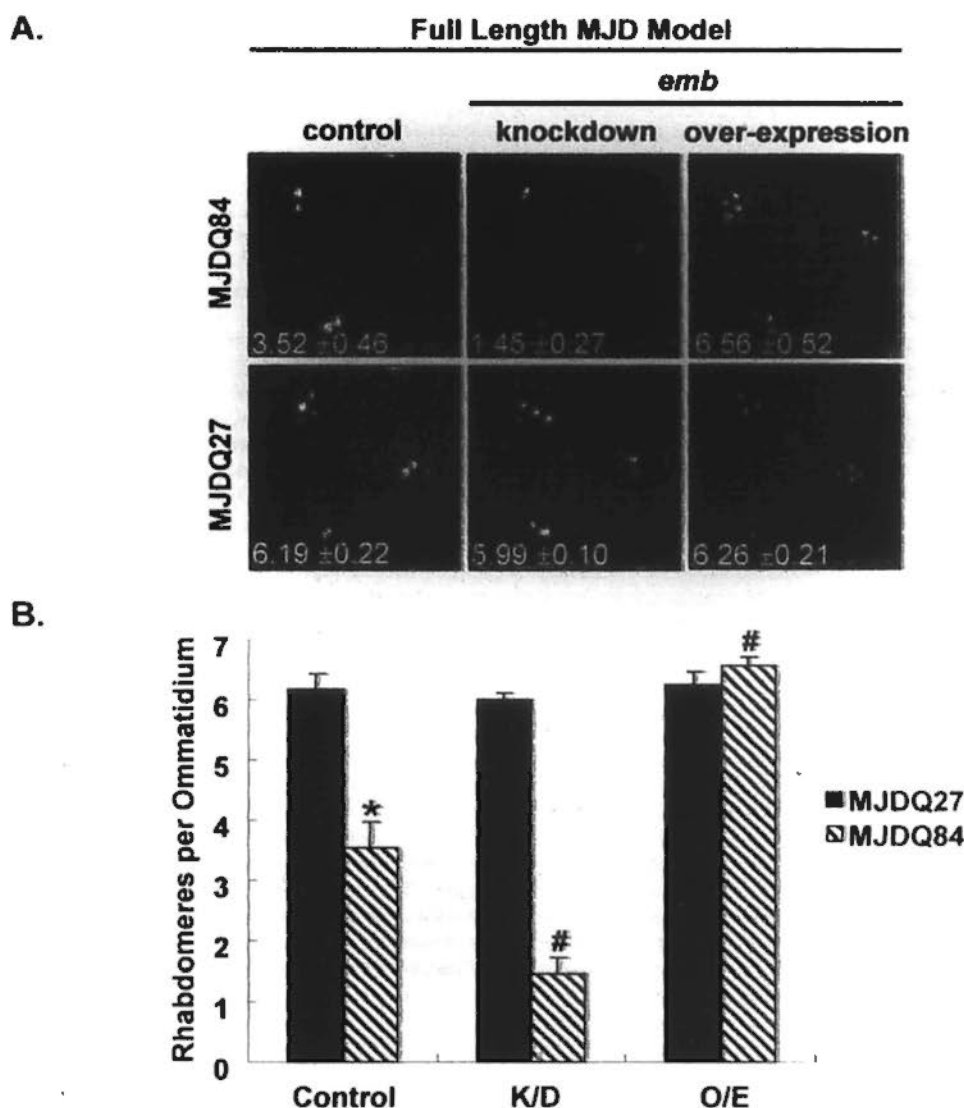 A.
Full Length MJD Model
emb
control knockdown over-expression
MJDQ84
3.52 ±0.46 1.45 ±0.27 6.56 ±0.52
MJDQ27
6.19 ±0.22 5.99 ±0.10 6.26 ±0.21
B.
Rhabdomeres per Ommatidium
7
6
5
4
3
2
1
0
*
#
#
MJDQ27
MJDQ84
Control K/D O/E